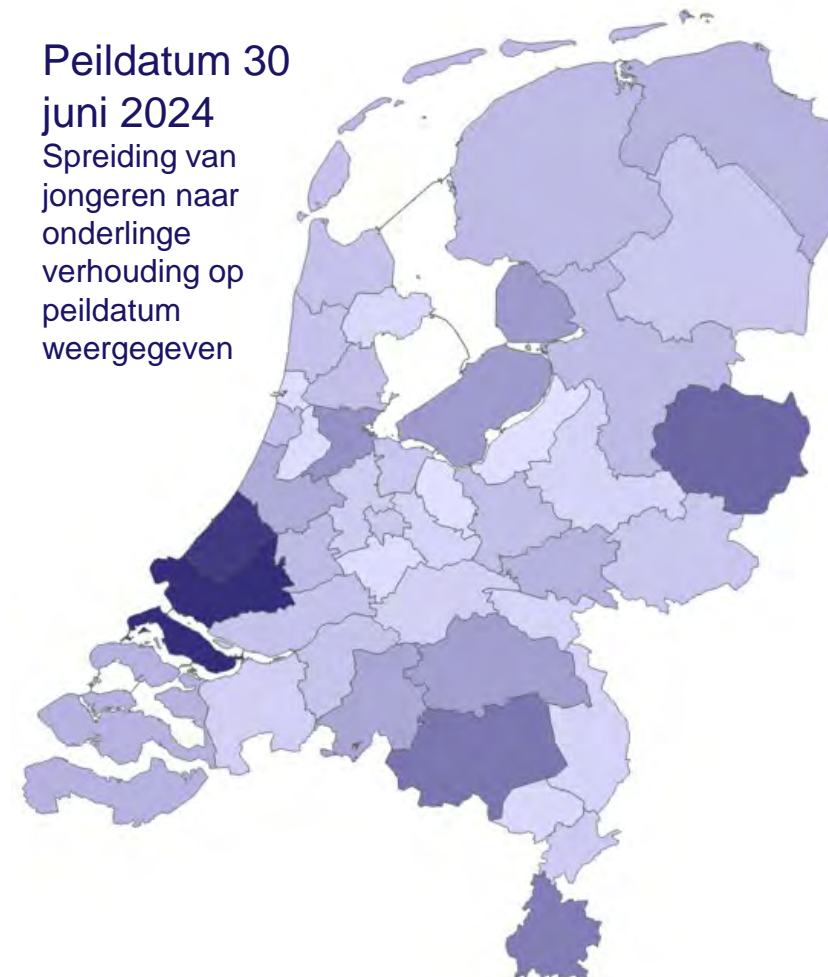 Peildatum 30
juni 2024
Spreiding van
jongeren naar
onderlinge
verhouding op
peildatum
weergegeven